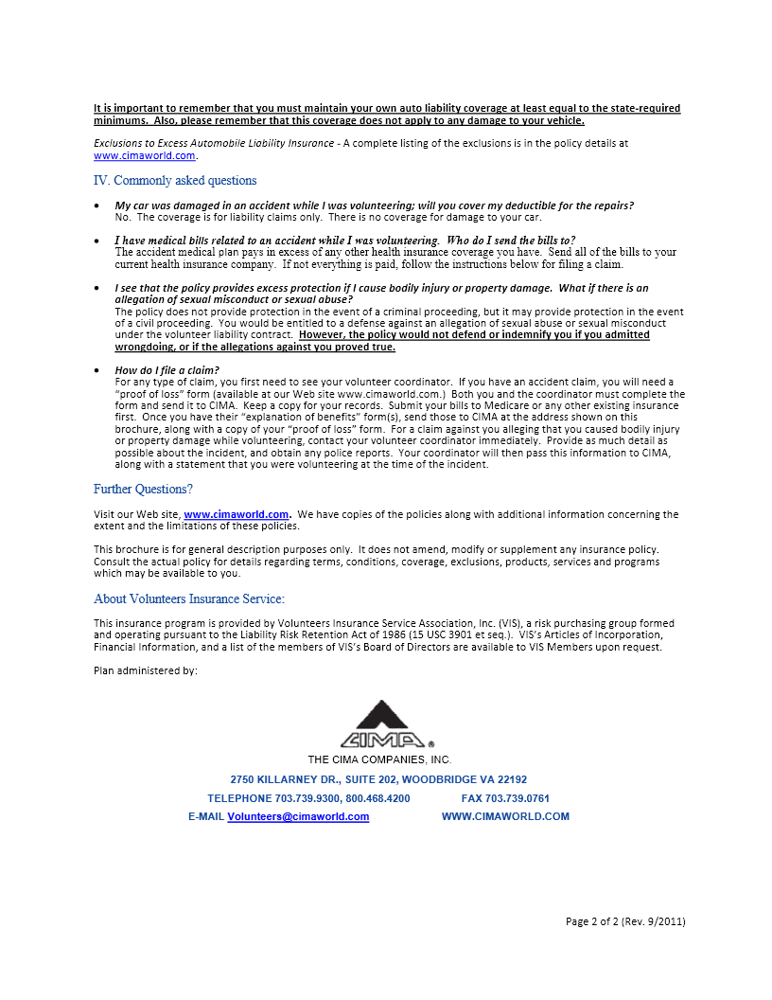 It is important to remember that you must maintain your own auto liability coverage at least equal to the state-required
minimums.  Also, please remember that this coverage does not apply to any damage to your vehicle.
Exclusions to Excess Automobile Liability Insurance - A complete listing of the exclusions is in the policy details at
www.cimaworld.com.
IV. Commonly asked questions
• My car was damaged in an accident while I was volunteering; will you cover my deductible for the repairs?
No.  The coverage is for liability claims only.  There is no coverage for damage to your car.
• I have medical bills related to an accident while I was volunteering.  Who do I send the bills to?
The accident medical plan pays in excess of any other health insurance coverage you have.  Send all of the bills to your
current health insurance company.  If not everything is paid, follow the instructions below for filing a claim.
• I see that the policy provides excess protection if I cause bodily injury or property damage.  What if there is an
allegation of sexual misconduct or sexual abuse?
The policy does not provide protection in the event of a criminal proceeding, but it may provide protection in the event
of a civil proceeding.  You would be entitled to a defense against an allegation of sexual abuse or sexual misconduct
under the volunteer liability contract.  However, the policy would not defend or indemnify you if you admitted
wrongdoing, or if the allegations against you proved true.
• How do I file a claim?
For any type of claim, you first need to see your volunteer coordinator.  If you have an accident claim, you will need a
“proof of loss” form (available at our Web site www.cimaworld.com.)  Both you and the coordinator must complete the
form and send it to CIMA.  Keep a copy for your records.  Submit your bills to Medicare or any other existing insurance
first.  Once you have their “explanation of benefits” form(s), send those to CIMA at the address shown on this
brochure, along with a copy of your “proof of loss” form.  For a claim against you alleging that you caused bodily injury
or property damage while volunteering, contact your volunteer coordinator immediately.  Provide as much detail as
possible about the incident, and obtain any police reports.  Your coordinator will then pass this information to CIMA,
along with a statement that you were volunteering at the time of the incident.
Further Questions?
Visit our Web site, www.cimaworld.com.  We have copies of the policies along with additional information concerning the
extent and the limitations of these policies.
This brochure is for general description purposes only.  It does not amend, modify or supplement any insurance policy.
Consult the actual policy for details regarding terms, conditions, coverage, exclusions, products, services and programs
which may be available to you.
About Volunteers Insurance Service:
This insurance program is provided by Volunteers Insurance Service Association, Inc. (VIS), a risk purchasing group formed
and operating pursuant to the Liability Risk Retention Act of 1986 (15 USC 3901 et seq.).  VIS’s Articles of Incorporation,
Financial Information, and a list of the members of VIS’s Board of Directors are available to VIS Members upon request.
Plan administered by:
CIMA®
THE CIMA COMPANIES, INC.
2750 KILLARNEY DR., SUITE 202, WOODBRIDGE VA 22192
TELEPHONE 703.739.9300, 800.468.4200 FAX 703.739.0761
E-MAIL Volunteers@cimaworld.com WWW.CIMAWORLD.COM
Page 2 of 2 (Rev. 9/2011)